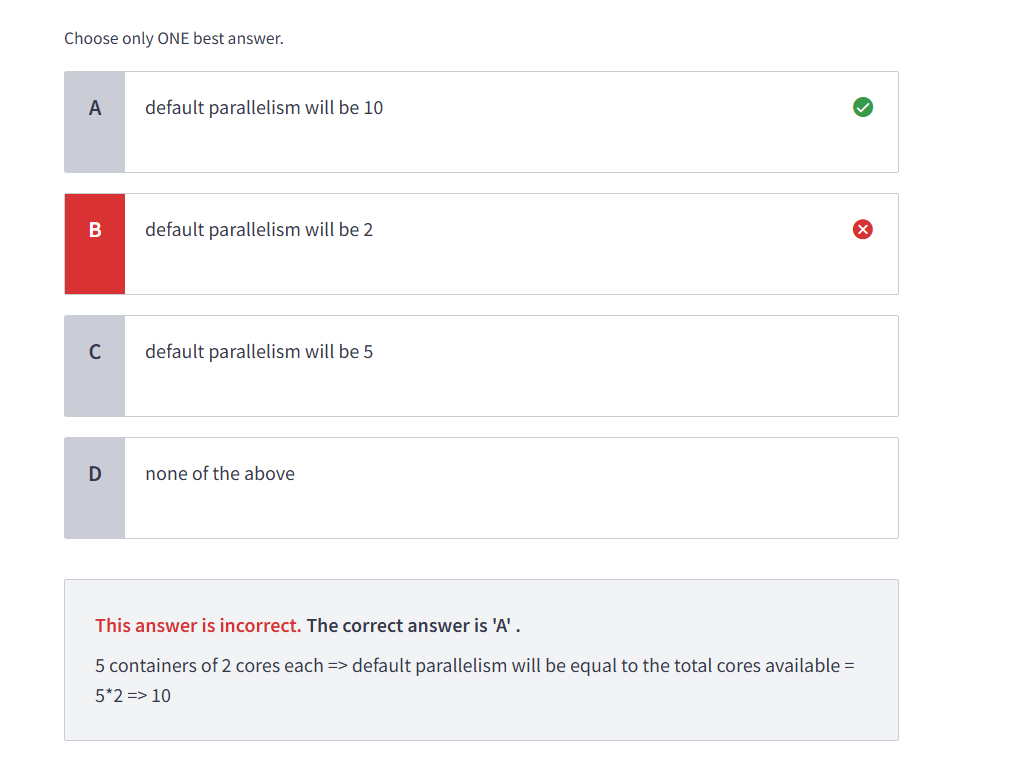 Choose only ONE best answer.
A
default parallelism will be 10
B
default parallelism will be 2
C
default parallelism will be 5
D
none of the above
This answer is incorrect. The correct answer is 'A' .
5 containers of 2 cores each => default parallelism will be equal to the total cores available =
5*2 => 10